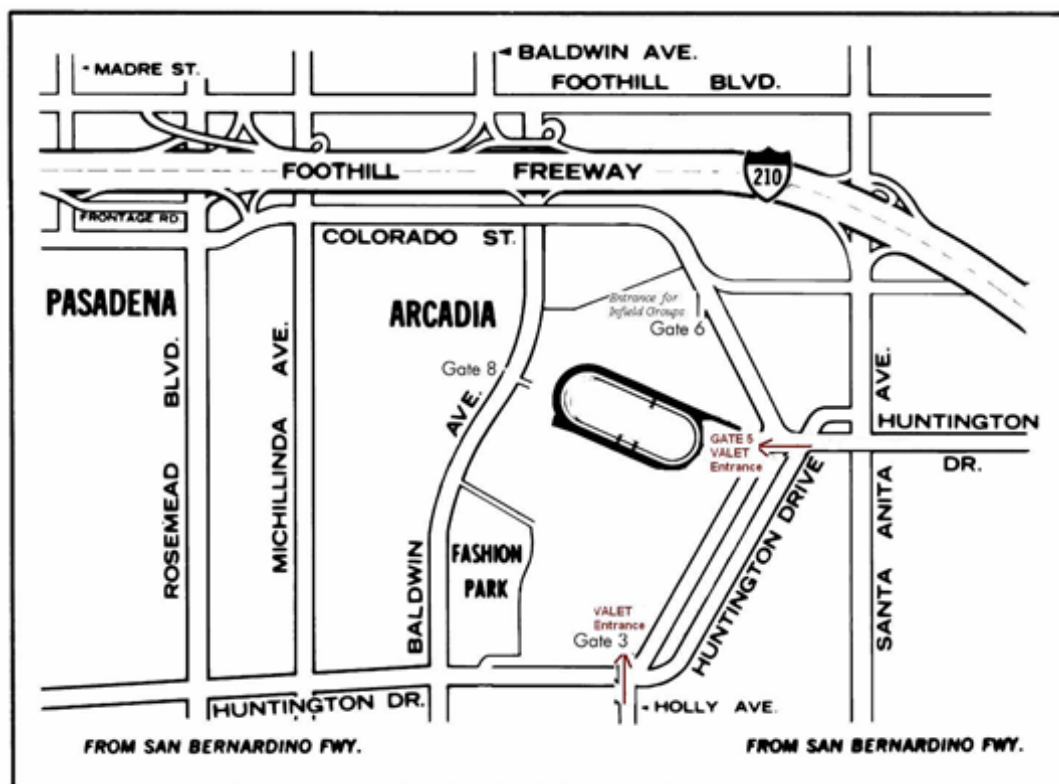 BALDWIN AVE.
MADRE ST.
FOOTHILL BLVD.
FOOTHILL FREEWAY
210
FRONTAGE RD
COLORADO ST.
PASADENA
ARCADIA
Entrance for
Infield Groups
Gate 6
Gate 8
ROSEMEAD BLVD.
MICHILLINDA AVE.
BALDWIN AVE.
HUNTINGTON
DR.
GATE 5
VALET
Entrance
HUNTINGTON DRIVE
SANTA ANITA AVE.
FASHION
PARK
VALET
Entrance
Gate 3
HUNTINGTON DR.
HOLLY AVE.
FROM SAN BERNARDINO FWY.
FROM SAN BERNARDINO FWY.